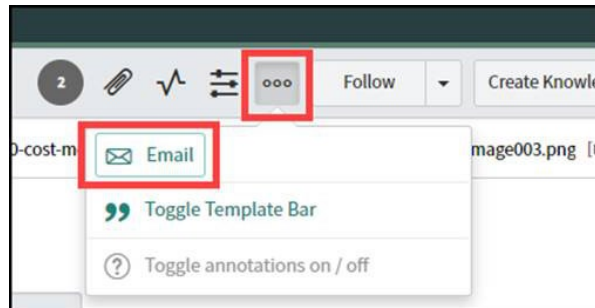 2 Follow Create Knowle
0-cost-m mage003.png [
Email
Toggle Template Bar
Toggle annotations on / off